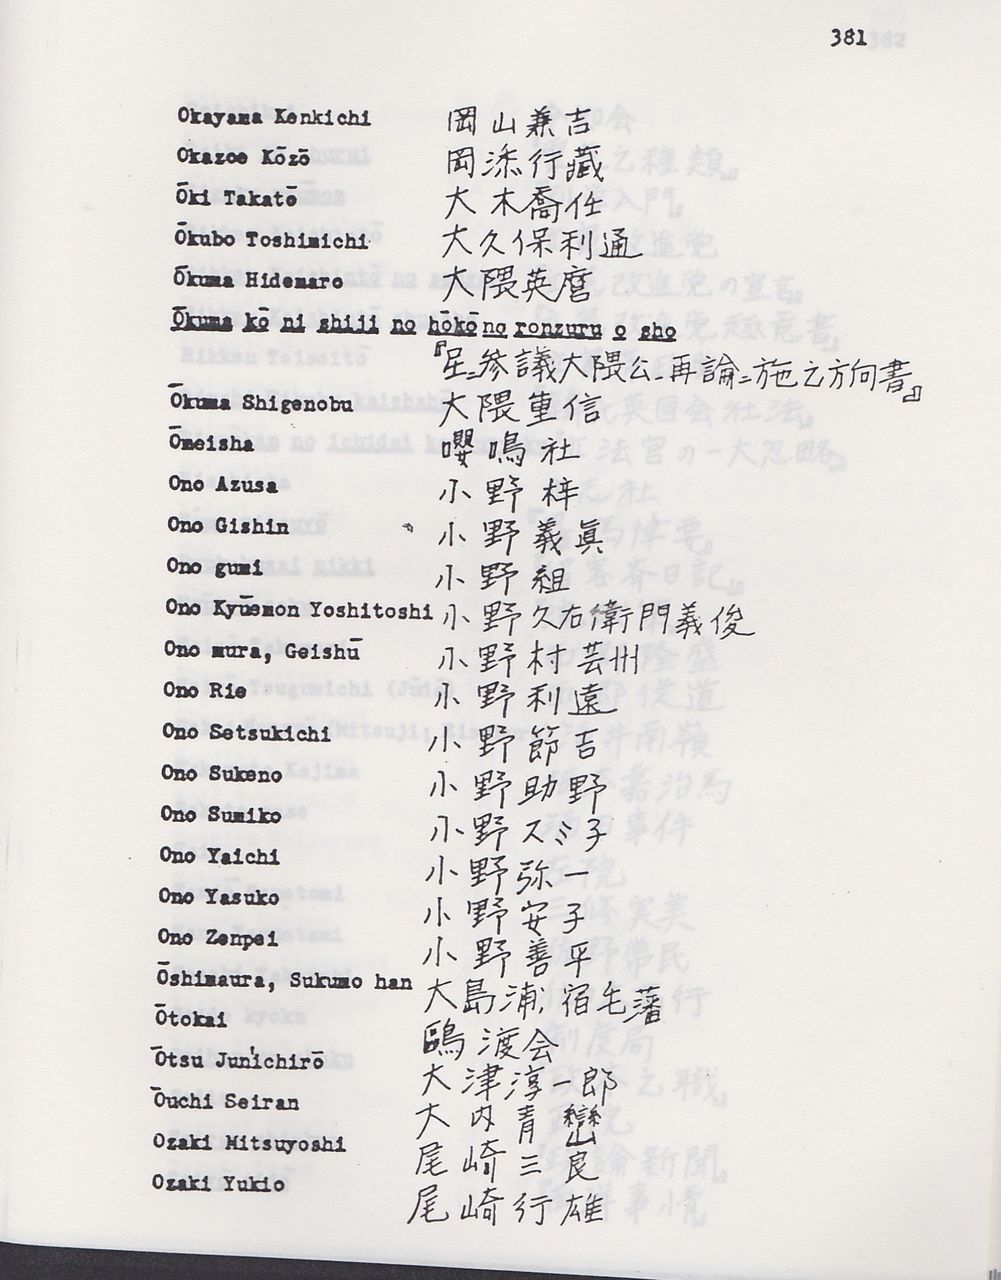 381
Okayama Kenkichi 岡山兼吉
Okazoe Kōzō 岡添行藏
Ōki Takatō 大木喬任
Ōkubo Toshimichi 大久保利通
Ōkuma Hidemaro 大隈英麿
Ōkuma kō ni shiji no hōkō no ronzuru o sho
『呈ニ参議大隈公ニ再論ニ施之方向書』
Ōkuma Shigenobu 大隈重信
Ōmeisha 嚶鳴社
Ono Azusa 小野梓
Ono Gishin 小野義眞
Ono gumi 小野組
Ono Kyūemon Yoshitoshi 小野久右衛門義俊
Ono mura, Geishū 小野村芸州
Ono Rie 小野利遠
Ono Setsukichi 小野節吉
Ono Sukeno 小野助野
Ono Sumiko 小野スミ子
Ono Yaichi 小野弥一
Ono Yasuko 小野安子
Ono Zenpei 小野善平
Ōshimaura, Sukumo han 大島浦,宿毛藩
Ōtokai 鷗渡会
Ōtsu Jun'ichirō 大津淳一郎
Ōuchi Seiran 大内青巒
Ozaki Mitsuyoshi 尾崎三良
Ozaki Yukio 尾崎行雄